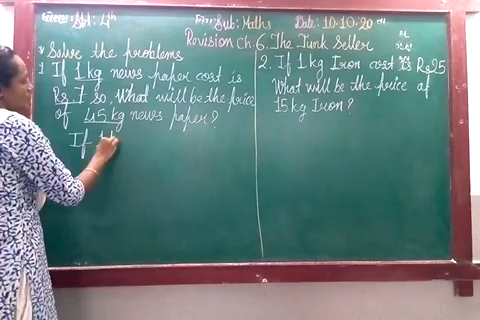 Std: 4th Sub: Maths Date: 10.10.20
Revision Ch-6. The Junk Seller
* Solve the problems
1 If 1 kg news paper cost is
Rs. 7 So, What will be the price
of 45 kg news paper?
If 1
2. If 1 kg Iron cost is Rs 25
What will be the price of
15 kg Iron?